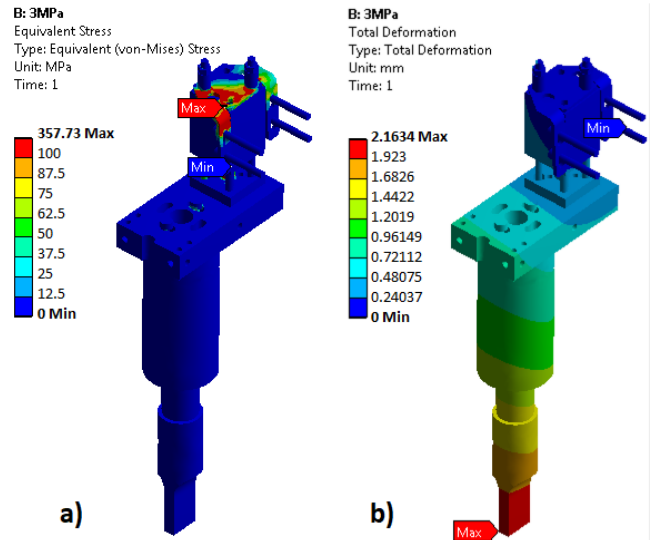 B: 3MPa
Equivalent Stress
Type: Equivalent (von-Mises) Stress
Unit: MPa
Time: 1
357.73 Max
100
87.5
75
62.5
50
37.5
25
12.5
0 Min
Max
Min
a)
B: 3MPa
Total Deformation
Type: Total Deformation
Unit: mm
Time: 1
2.1634 Max
1.923
1.6826
1.4422
1.2019
0.96149
0.72112
0.48075
0.24037
0 Min
Min
b)
Max